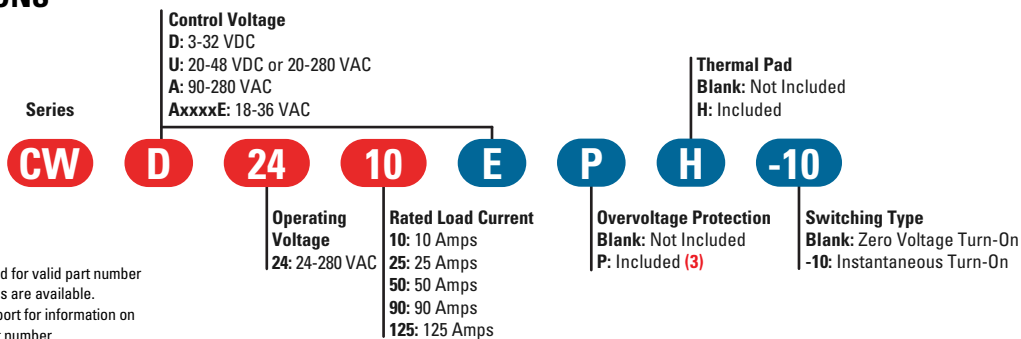 Control Voltage
D: 3-32 VDC
U: 20-48 VDC or 20-280 VAC
A: 90-280 VAC
AxxxxE: 18-36 VAC
Thermal Pad
Blank: Not Included
H: Included
Series
CW D 24 10 E P H -10
Operating
Voltage
24: 24-280 VAC
Rated Load Current
10: 10 Amps
25: 25 Amps
50: 50 Amps
90: 90 Amps
125: 125 Amps
Overvoltage Protection
Blank: Not Included
P: Included (3)
Switching Type
Blank: Zero Voltage Turn-On
-10: Instantaneous Turn-On
for valid part number
are available.
for information on
number